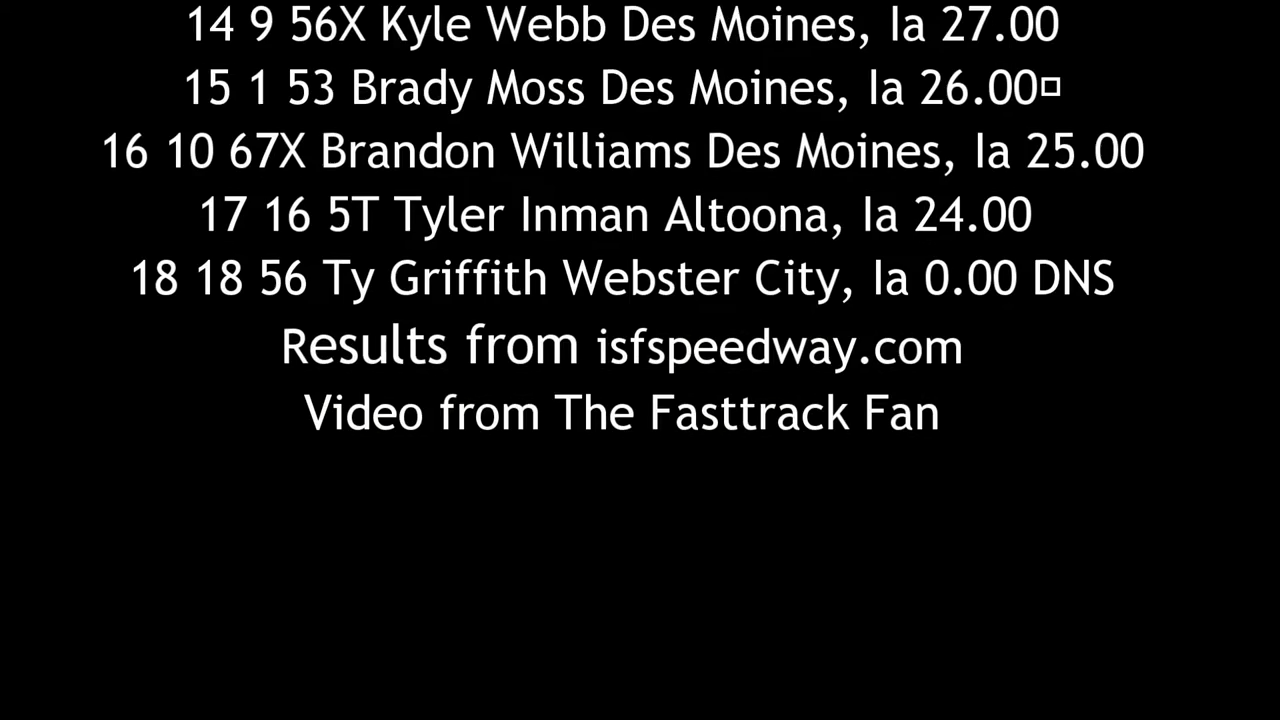 14 9 56X Kyle Webb Des Moines, Ia 27.00
15 1 53 Brady Moss Des Moines, Ia 26.00
16 10 67X Brandon Williams Des Moines, Ia 25.00
17 16 5T Tyler Inman Altoona, Ia 24.00
18 18 56 Ty Griffith Webster City, Ia 0.00 DNS
Results from isfspeedway.com
Video from The Fasttrack Fan